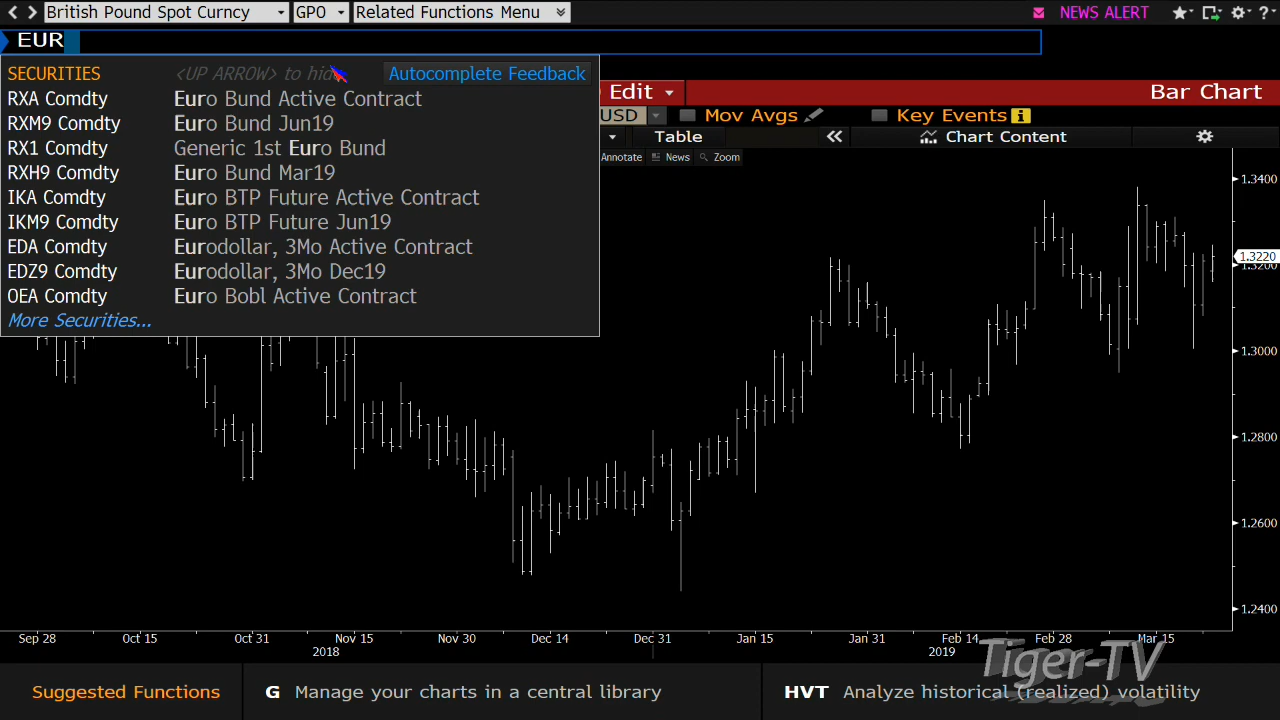 British Pound Spot Curncy GPO Related Functions Menu NEWS ALERT ?
EUR
SECURITIES <UP ARROW> to hide Autocomplete Feedback
RXA Comdty Euro Bund Active Contract
RXM9 Comdty Euro Bund Jun19
RX1 Comdty Generic 1st Euro Bund
RXH9 Comdty Euro Bund Mar19
IKA Comdty Euro BTP Future Active Contract
IKM9 Comdty Euro BTP Future Jun19
EDA Comdty Eurodollar, 3Mo Active Contract
EDZ9 Comdty Eurodollar, 3Mo Dec19
OEA Comdty Euro Bobl Active Contract
More Securities...
Edit Bar Chart
USD Mov Avgs Key Events i
Table « Chart Content
Annotate News Zoom
1.3400
1.3220
1.3200
1.3000
1.2800
1.2600
1.2400
Sep 28 Oct 15 Oct 31 Nov 15 Nov 30 Dec 14 Dec 31 Jan 15 Jan 31 Feb 14 Feb 28 Mar 15
2018 2019
Tiger-TV
Suggested Functions G Manage your charts in a central library HVT Analyze historical (realized) volatility